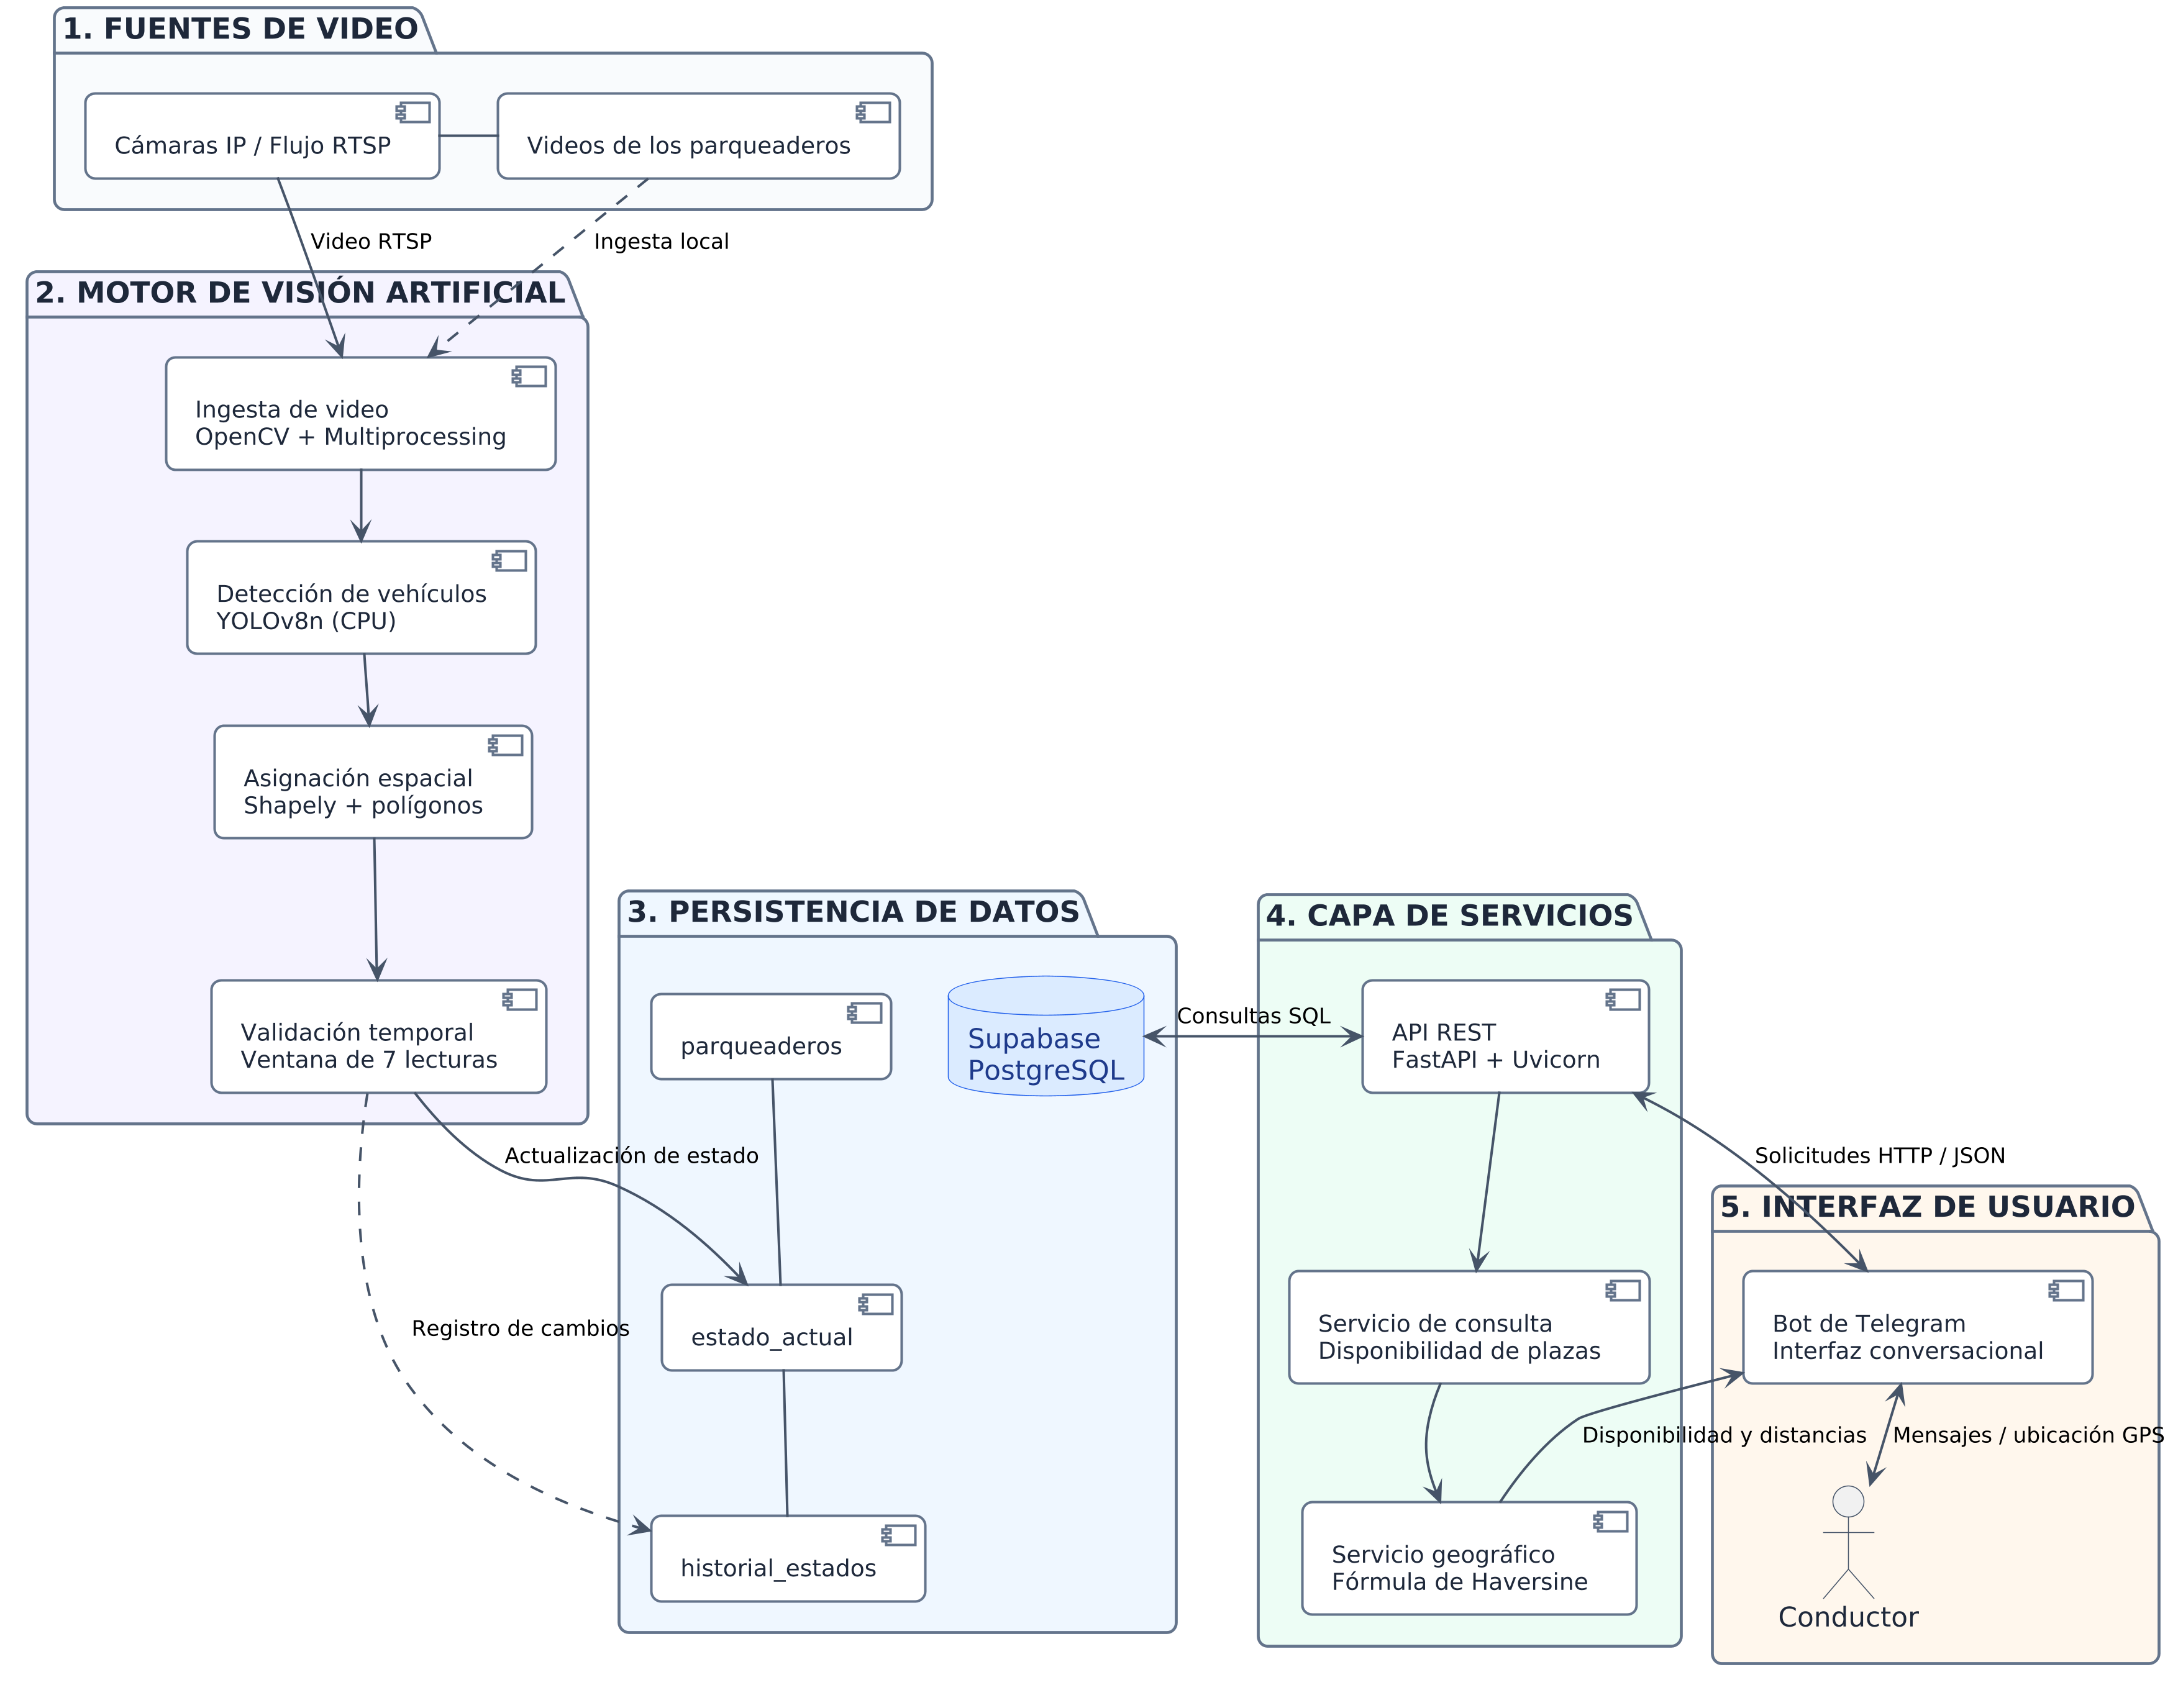 1. FUENTES DE VIDEO
Cámaras IP / Flujo RTSP
Videos de los parqueaderos
Video RTSP
Ingesta local
2. MOTOR DE VISIÓN ARTIFICIAL
Ingesta de video
OpenCV + Multiprocessing
Detección de vehículos
YOLOv8n (CPU)
Asignación espacial
Shapely + polígonos
Validación temporal
Ventana de 7 lecturas
Actualización de estado
Registro de cambios
3. PERSISTENCIA DE DATOS
parqueaderos
Supabase
PostgreSQL
estado_actual
historial_estados
Consultas SQL
4. CAPA DE SERVICIOS
API REST
FastAPI + Uvicorn
Servicio de consulta
Disponibilidad de plazas
Servicio geográfico
Fórmula de Haversine
Solicitudes HTTP / JSON
5. INTERFAZ DE USUARIO
Bot de Telegram
Interfaz conversacional
Disponibilidad y distancias
Mensajes / ubicación GPS
Conductor